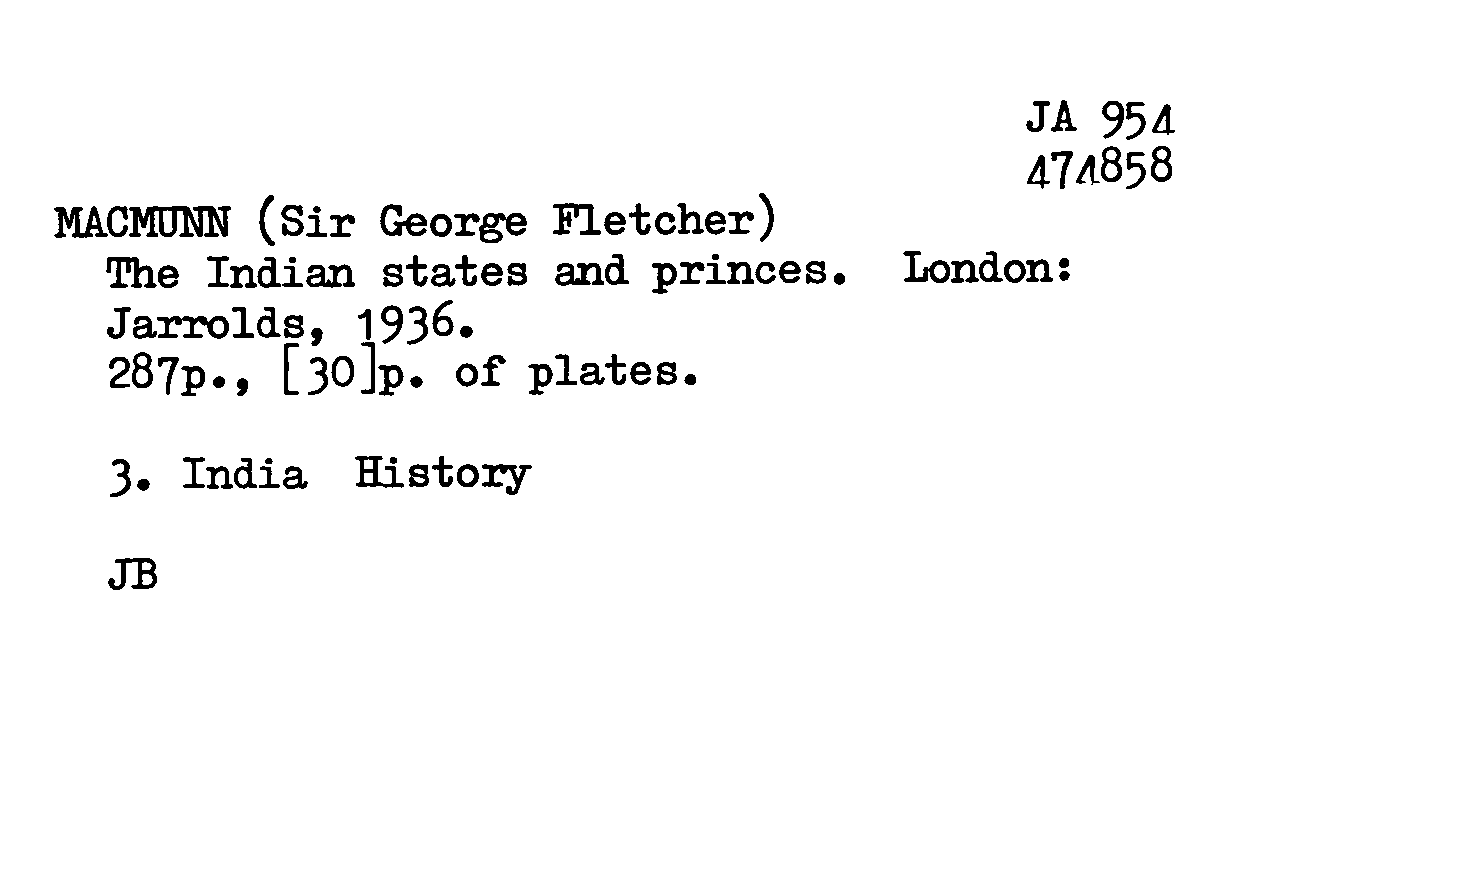 JA 954
474858
MACMUNN (Sir George Fletcher)
The Indian states and princes. London:
Jarrolds, 1936.
287p., [30]p. of plates.
3. India History
JB